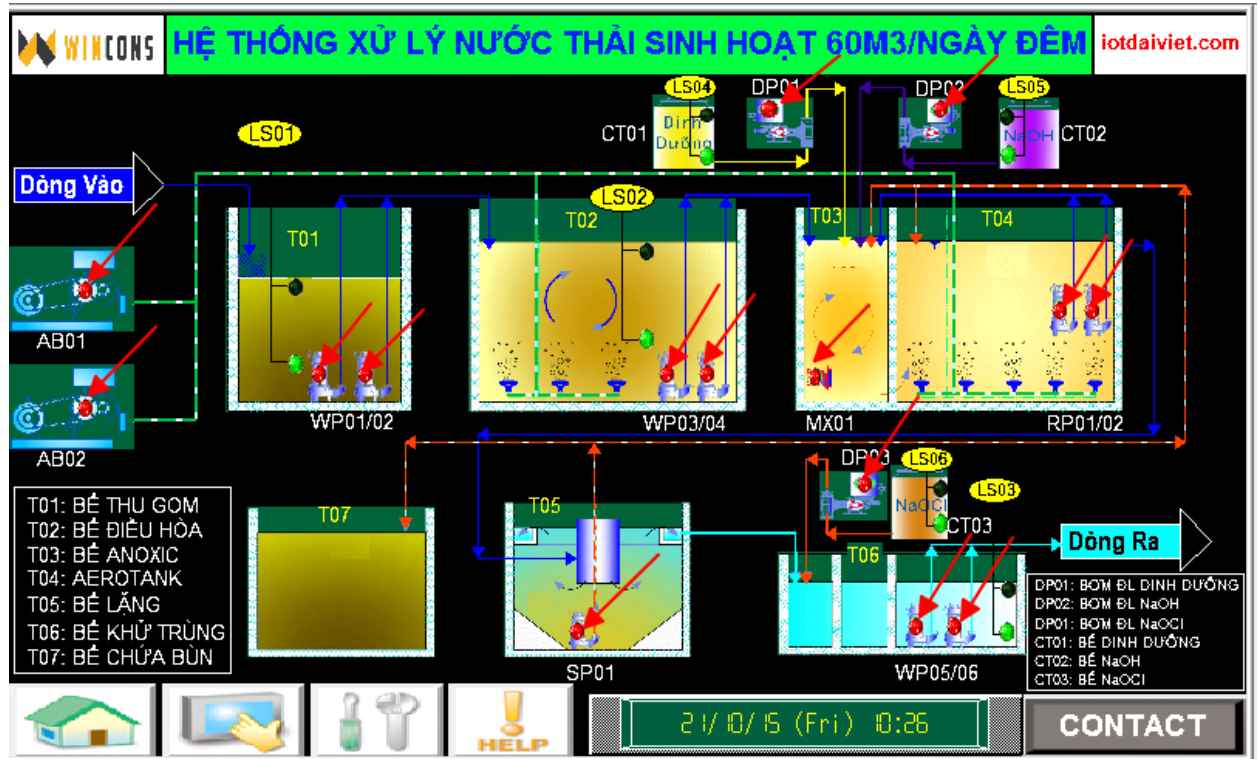 WINCONS
HỆ THỐNG XỬ LÝ NƯỚC THẢI SINH HOẠT 60M3/NGÀY ĐÊM
iotdaiviet.com
LS04
DP01
DP02
LS05
CT01
Dinh
Dưỡng
NaOH
CT02
LS01
Dòng Vào
LS02
T01
T02
T03
T04
AB01
AB02
WP01/02
WP03/04
MX01
RP01/02
DP03
LS06
LS03
NaOCl
CT03
T07
T05
T06
Dòng Ra
SP01
WP05/06
T01: BỂ THU GOM
T02: BỂ ĐIỀU HÒA
T03: BỂ ANOXIC
T04: AEROTANK
T05: BỂ LẮNG
T06: BỂ KHỬ TRÙNG
T07: BỂ CHỨA BÙN
DP01: BƠM ĐL DINH DƯỠNG
DP02: BƠM ĐL NaOH
DP01: BƠM ĐL NaOCl
CT01: BỂ DINH DƯỠNG
CT02: BỂ NaOH
CT03: BỂ NaOCl
HELP
21/10/15 (Fri) 10:26
CONTACT